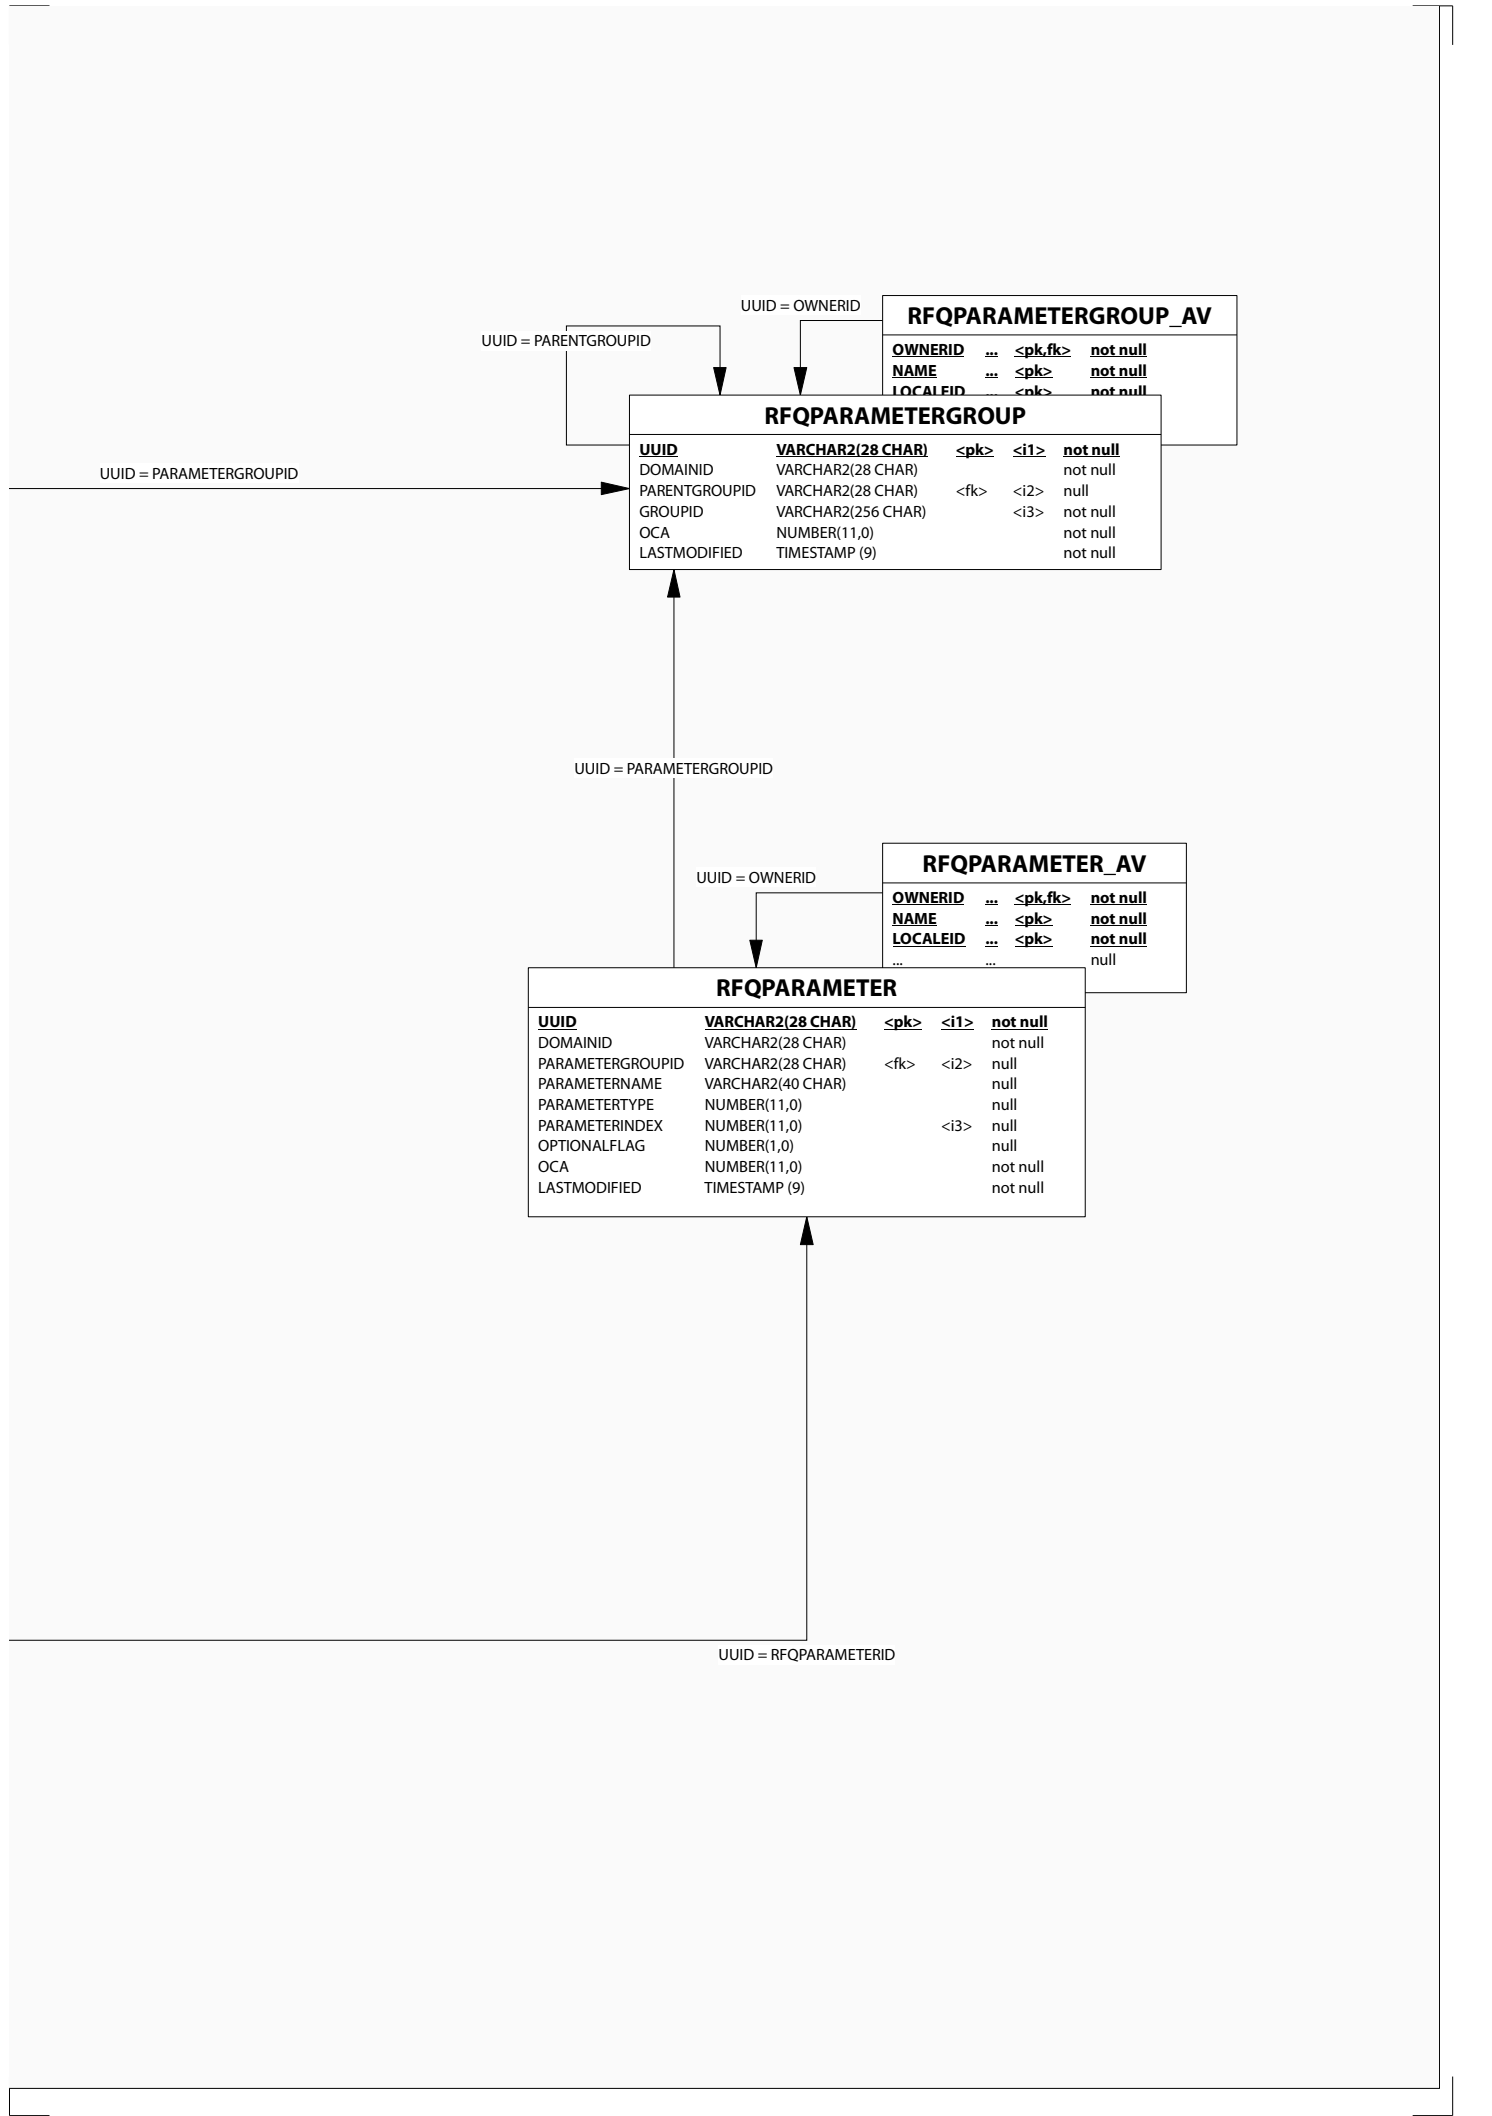 UUID = OWNERID
RFQPARAMETERGROUP_AV
UUID = PARENTGROUPID
OWNERID ... <pk,fk> not null
NAME ... <pk> not null
LOCALEID ... <pk> not null
RFQPARAMETERGROUP
UUID VARCHAR2(28 CHAR) <pk> <i1> not null
DOMAINID VARCHAR2(28 CHAR) not null
PARENTGROUPID VARCHAR2(28 CHAR) <fk> <i2> null
GROUPID VARCHAR2(256 CHAR) <i3> not null
OCA NUMBER(11,0) not null
LASTMODIFIED TIMESTAMP (9) not null
UUID = PARAMETERGROUPID
UUID = PARAMETERGROUPID
RFQPARAMETER_AV
UUID = OWNERID
OWNERID ... <pk,fk> not null
NAME ... <pk> not null
LOCALEID ... <pk> not null
... ... null
RFQPARAMETER
UUID VARCHAR2(28 CHAR) <pk> <i1> not null
DOMAINID VARCHAR2(28 CHAR) not null
PARAMETERGROUPID VARCHAR2(28 CHAR) <fk> <i2> null
PARAMETERNAME VARCHAR2(40 CHAR) null
PARAMETERTYPE NUMBER(11,0) null
PARAMETERINDEX NUMBER(11,0) <i3> null
OPTIONALFLAG NUMBER(1,0) null
OCA NUMBER(11,0) not null
LASTMODIFIED TIMESTAMP (9) not null
UUID = RFQPARAMETERID